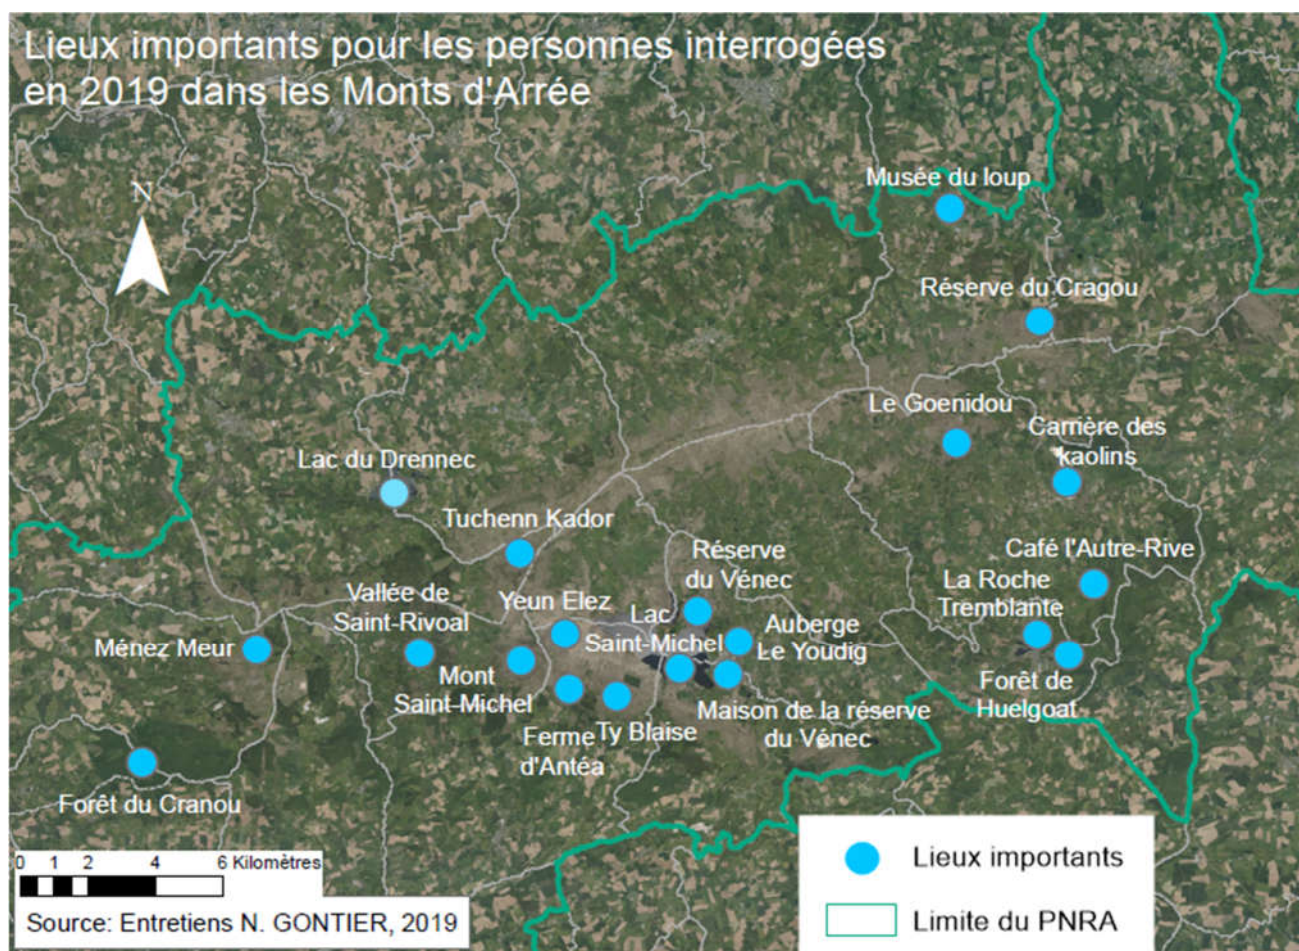 Lieux importants pour les personnes interrogées
en 2019 dans les Monts d'Arrée
N
Musée du loup
Réserve du Cragou
Le Goenidou
Carrière des
kaolins
Lac du Drennec
Tuchenn Kador
Réserve
du Vénec
Café l'Autre-Rive
La Roche
Tremblante
Vallée de
Saint-Rivoal
Yeun Elez
Lac
Saint-Michel
Auberge
Le Youdig
Ménez Meur
Mont
Saint-Michel
Forêt de
Huelgoat
Maison de la réserve
du Vénec
Ferme
d'Antéa
Ty Blaise
Forêt du Cranou
0 1 2 4 6 Kilomètres
Source: Entretiens N. GONTIER, 2019
Lieux importants
Limite du PNRA